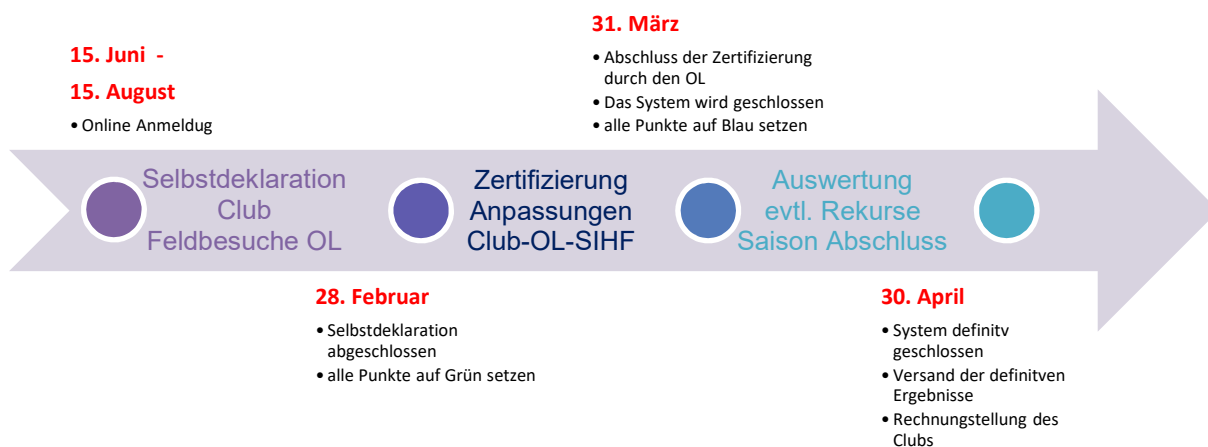 15. Juni -
15. August
• Online Anmeldug
31. März
• Abschluss der Zertifizierung
durch den OL
• Das System wird geschlossen
• alle Punkte auf Blau setzen
Selbstdeklaration
Club
Feldbesuche OL
Zertifizierung
Anpassungen
Club-OL-SIHF
Auswertung
evtl. Rekurse
Saison Abschluss
28. Februar
• Selbstdeklaration
abgeschlossen
• alle Punkte auf Grün setzen
30. April
• System definitv
geschlossen
• Versand der definitven
Ergebnisse
• Rechnungstellung des
Clubs